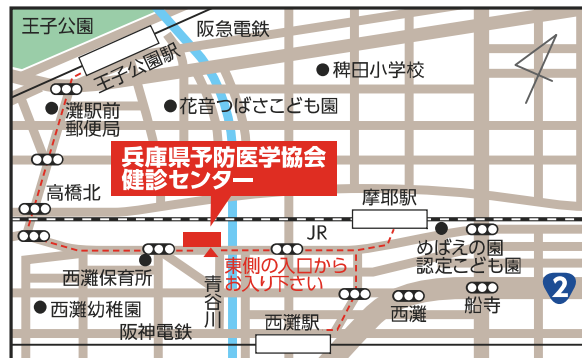 王子公園
阪急電鉄
王子公園駅
稗田小学校
灘駅前
郵便局
花音つばさこども園
兵庫県予防医学協会
健診センター
高橋北
摩耶駅
JR
めばえの園
認定こども園
西灘保育所
東側の入口から
お入り下さい
青谷川
西灘幼稚園
阪神電鉄
西灘駅
西灘
船寺
2